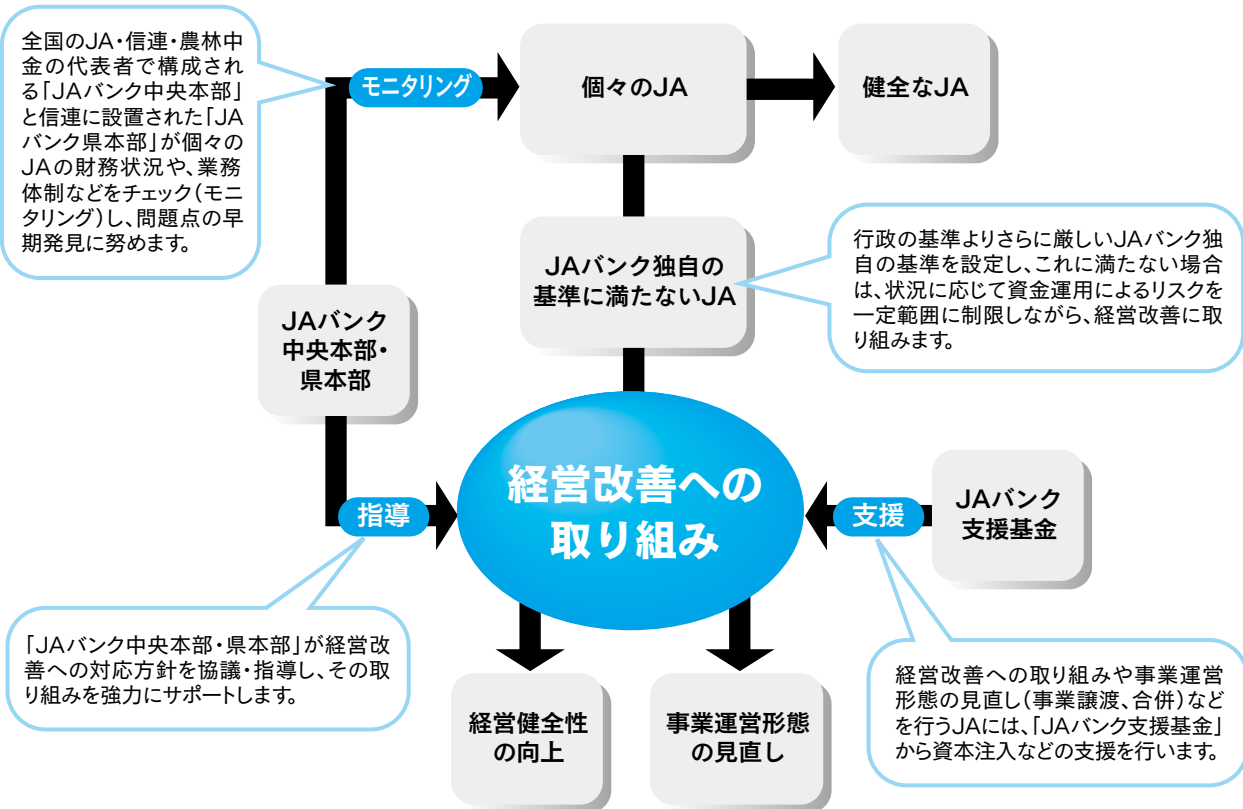 全国のJA・信連・農林中
金の代表者で構成され
る「JAバンク中央本部」
と信連に設置された「JA
バンク県本部」が個々の
JAの財務状況や、業務
体制などをチェック(モニ
タリング)し、問題点の早
期発見に努めます。
モニタリング
個々のJA
健全なJA
JAバンク独自の
基準に満たないJA
行政の基準よりさらに厳しいJAバンク独
自の基準を設定し、これに満たない場合
は、状況に応じて資金運用によるリスクを
一定範囲に制限しながら、経営改善に取
り組みます。
JAバンク
中央本部・
県本部
経営改善への
取り組み
指導
支援
JAバンク
支援基金
「JAバンク中央本部・県本部」が経営改
善への対応方針を協議・指導し、その取
り組みを強力にサポートします。
経営健全性
の向上
事業運営形態
の見直し
経営改善への取り組みや事業運営
形態の見直し(事業譲渡、合併)など
を行うJAには、「JAバンク支援基金」
から資本注入などの支援を行います。